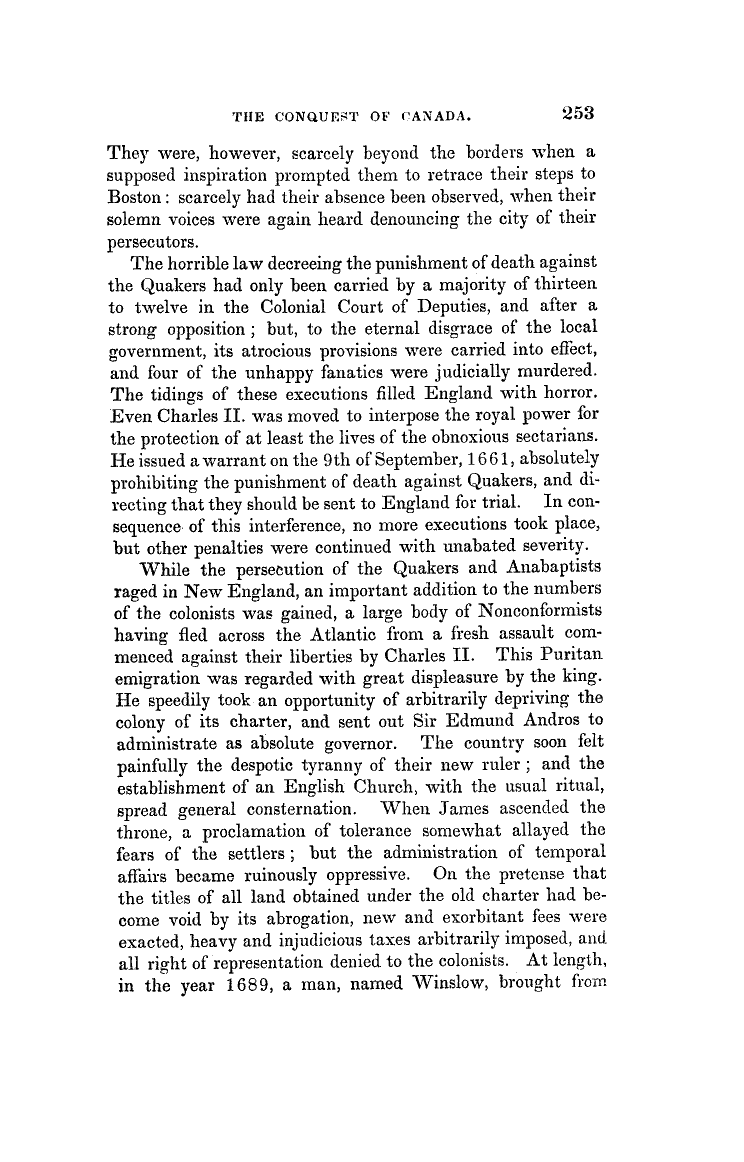 THE CONQUEST OF CANADA. 253
They were, however, scarcely beyond the borders when a
supposed inspiration prompted them to retrace their steps to
Boston: scarcely had their absence been observed, when their
solemn voices were again heard denouncing the city of their
persecutors.
The horrible law decreeing the punishment of death against
the Quakers had only been carried by a majority of thirteen
to twelve in the Colonial Court of Deputies, and after a
strong opposition; but, to the eternal disgrace of the local
government, its atrocious provisions were carried into effect,
and four of the unhappy fanatics were judicially murdered.
The tidings of these executions filled England with horror.
Even Charles II. was moved to interpose the royal power for
the protection of at least the lives of the obnoxious sectarians.
He issued a warrant on the 9th of September, 1661, absolutely
prohibiting the punishment of death against Quakers, and di-
recting that they should be sent to England for trial. In con-
sequence of this interference, no more executions took place,
but other penalties were continued with unabated severity.
While the persecution of the Quakers and Anabaptists
raged in New England, an important addition to the numbers
of the colonists was gained, a large body of Nonconformists
having fled across the Atlantic from a fresh assault com-
menced against their liberties by Charles II. This Puritan
emigration was regarded with great displeasure by the king.
He speedily took an opportunity of arbitrarily depriving the
colony of its charter, and sent out Sir Edmund Andros to
administrate as absolute governor. The country soon felt
painfully the despotic tyranny of their new ruler; and the
establishment of an English Church, with the usual ritual,
spread general consternation. When James ascended the
throne, a proclamation of tolerance somewhat allayed the
fears of the settlers; but the administration of temporal
affairs became ruinously oppressive. On the pretense that
the titles of all land obtained under the old charter had be-
come void by its abrogation, new and exorbitant fees were
exacted, heavy and injudicious taxes arbitrarily imposed, and
all right of representation denied to the colonists. At length,
in the year 1689, a man, named Winslow, brought from